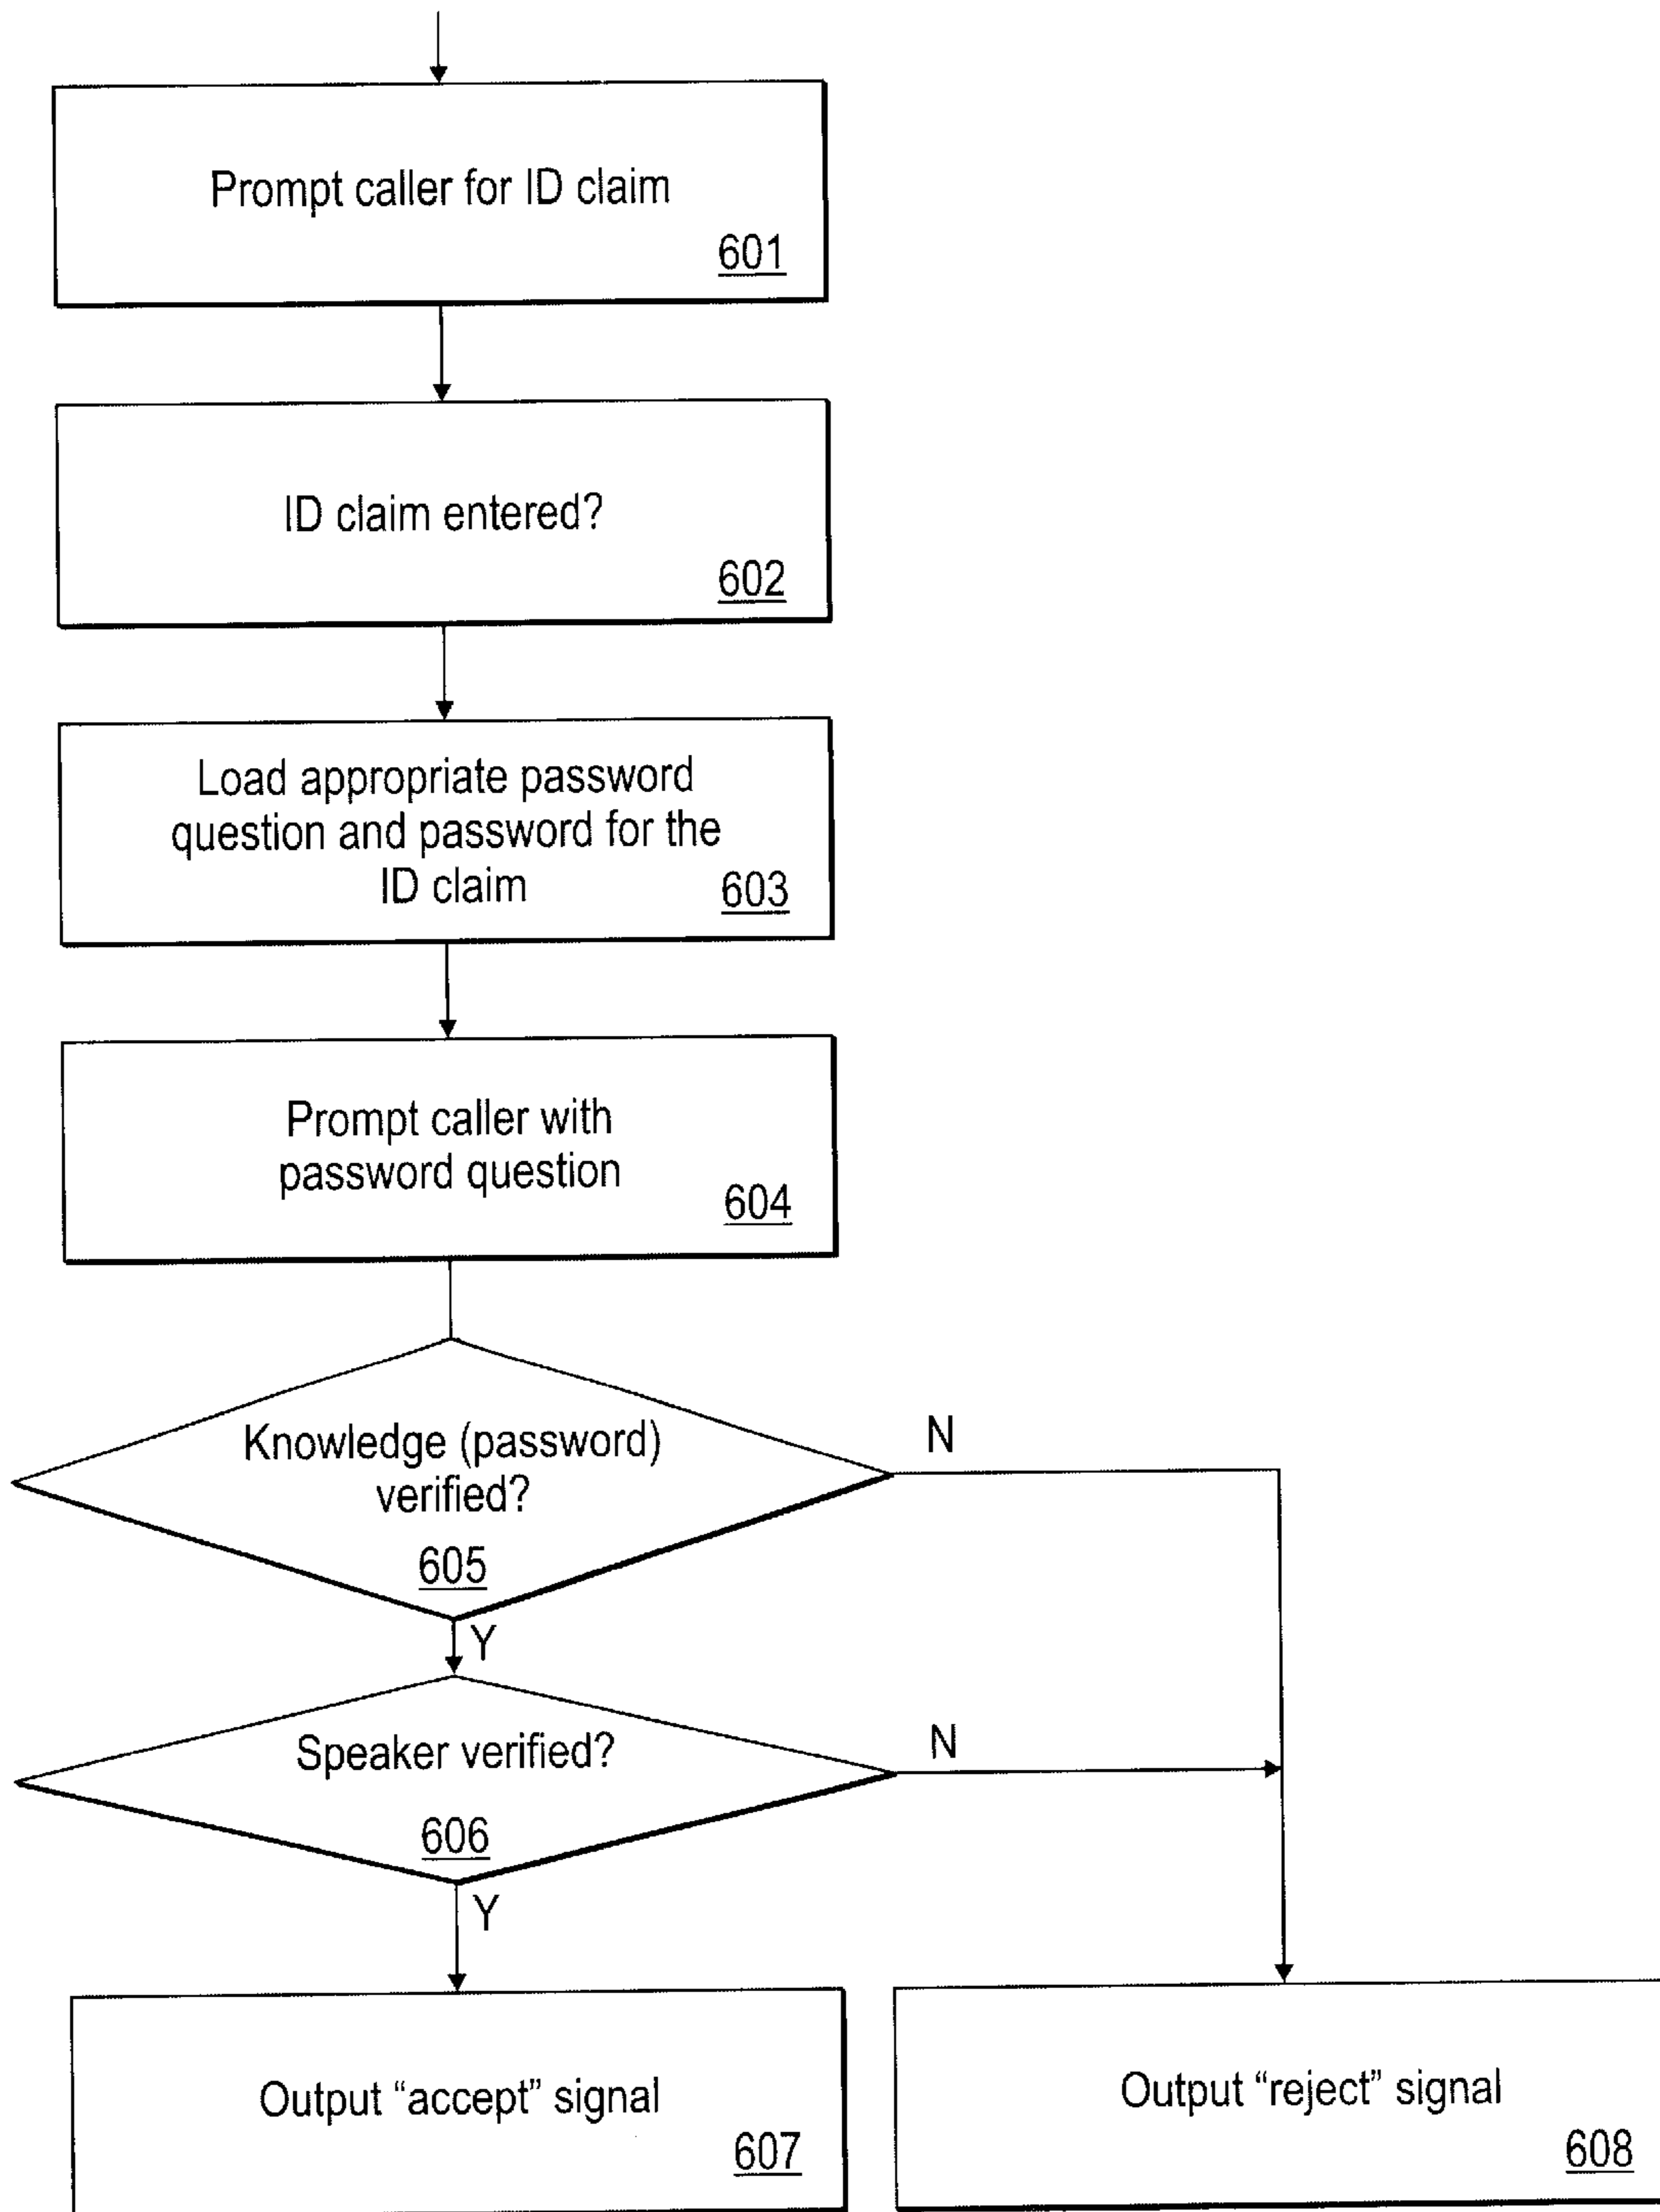 Prompt caller for ID claim
601
ID claim entered?
602
Load appropriate password
question and password for the
ID claim
603
Prompt caller with
password question
604
Knowledge (password)
verified?
605
N
Y
Speaker verified?
606
N
Y
Output “accept” signal
607
Output “reject” signal
608